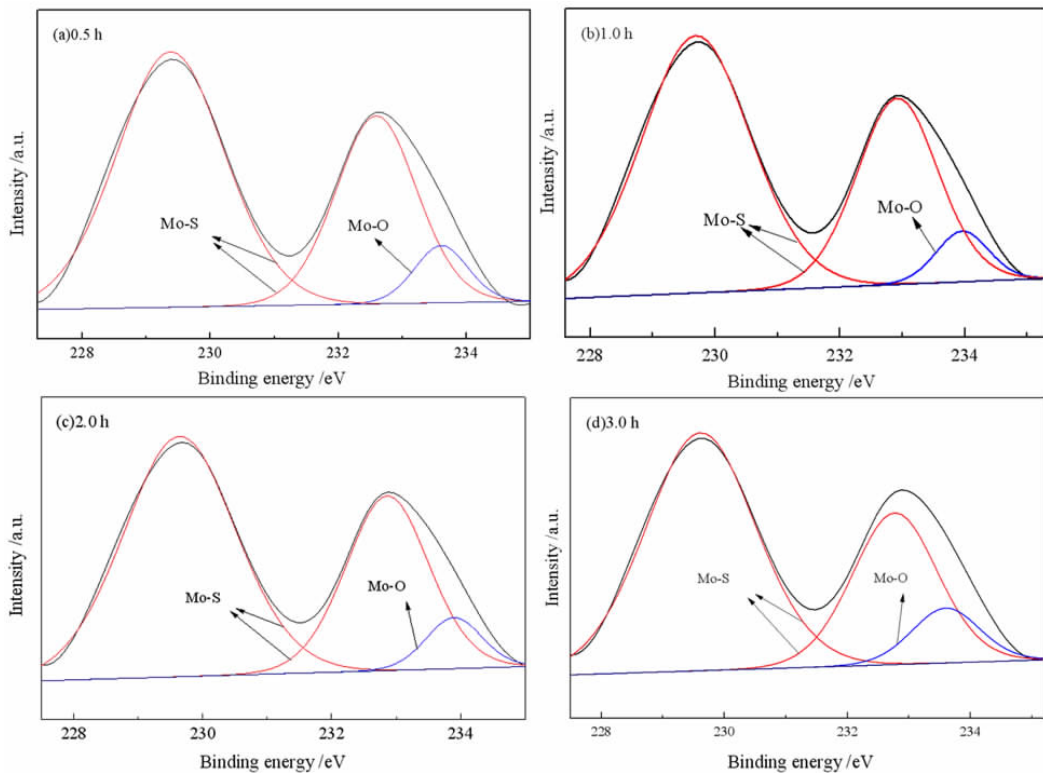 (a)0.5 h
Intensity /a.u.
Mo-S
Mo-O
228
230
232
234
Binding energy /eV
(b)1.0 h
Intensity /a.u.
Mo-S
Mo-O
228
230
232
234
Binding energy /eV
(c)2.0 h
Intensity /a.u.
Mo-S
Mo-O
228
230
232
234
Binding energy /eV
(d)3.0 h
Intensity /a.u.
Mo-S
Mo-O
228
230
232
234
Binding energy /eV